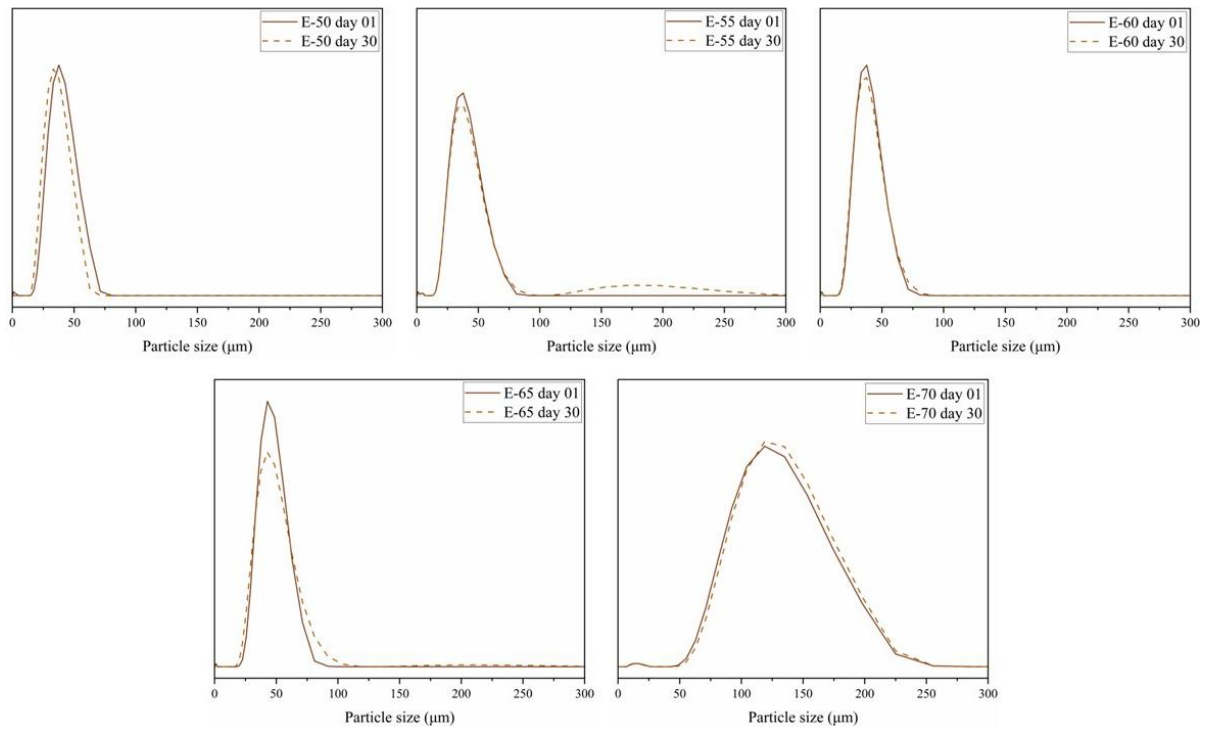 E-50 day 01
E-50 day 30
0 50 100 150 200 250 300
Particle size (μm)
E-55 day 01
E-55 day 30
0 50 100 150 200 250 300
Particle size (μm)
E-60 day 01
E-60 day 30
0 50 100 150 200 250 300
Particle size (μm)
E-65 day 01
E-65 day 30
0 50 100 150 200 250 300
Particle size (μm)
E-70 day 01
E-70 day 30
0 50 100 150 200 250 300
Particle size (μm)